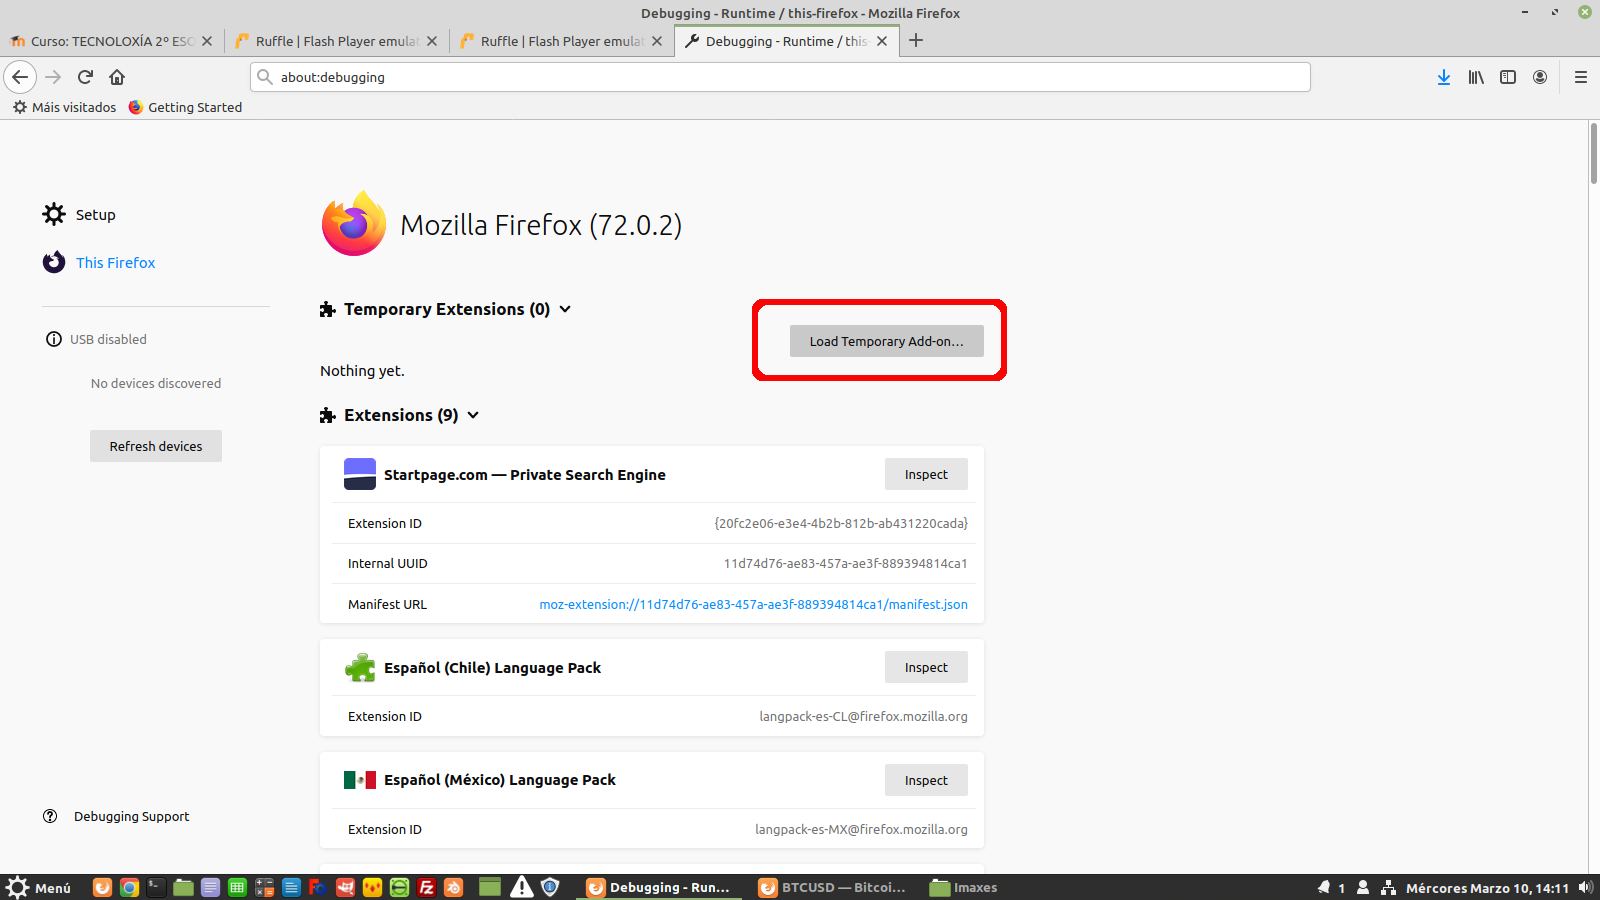 Debugging - Runtime / this-firefox - Mozilla Firefox
Curso: TECNOLOXÍA 2º ESO
Ruffle | Flash Player emulat
Ruffle | Flash Player emulat
Debugging - Runtime / this-
about:debugging
Máis visitados
Getting Started
Setup
This Firefox
USB disabled
No devices discovered
Refresh devices
Debugging Support
Mozilla Firefox (72.0.2)
Temporary Extensions (0)
Load Temporary Add-on...
Nothing yet.
Extensions (9)
Startpage.com — Private Search Engine
Inspect
Extension ID
{20fc2e06-e3e4-4b2b-812b-ab431220cada}
Internal UUID
11d74d76-ae83-457a-ae3f-889394814ca1
Manifest URL
moz-extension://11d74d76-ae83-457a-ae3f-889394814ca1/manifest.json
Español (Chile) Language Pack
Inspect
Extension ID
langpack-es-CL@firefox.mozilla.org
Español (México) Language Pack
Inspect
Extension ID
langpack-es-MX@firefox.mozilla.org
Menú
Debugging - Run...
BTCUSD — Bitcoi...
Imaxes
1
Mércores Marzo 10, 14:11